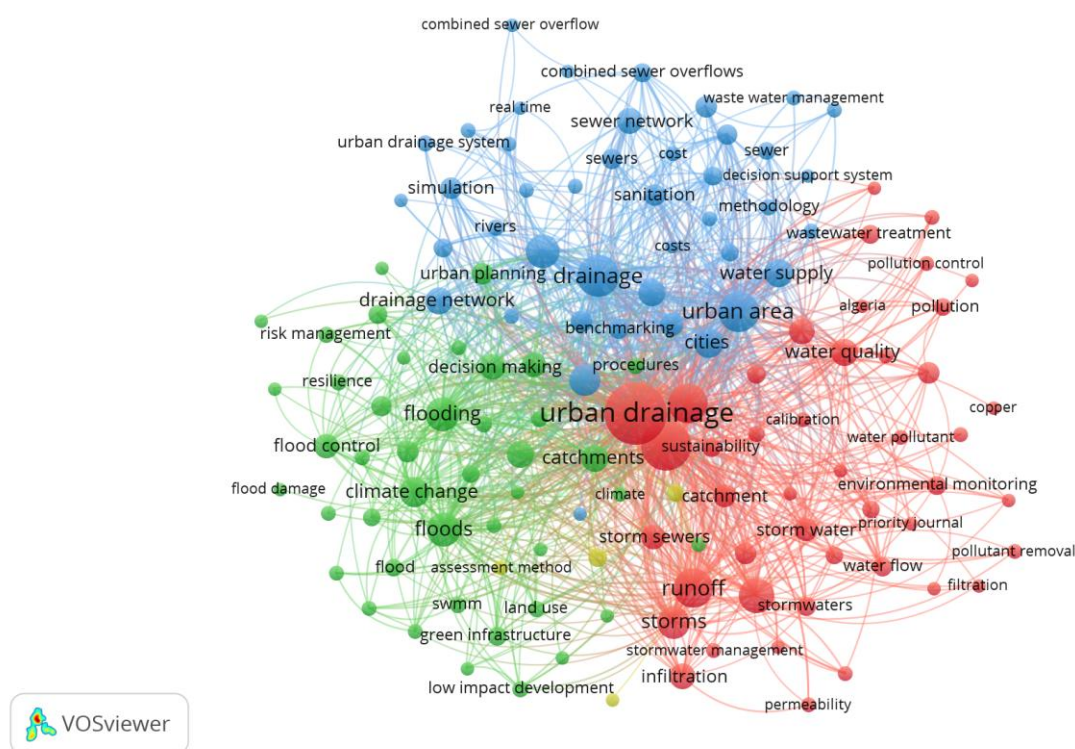 combined sewer overflow
combined sewer overflows
waste water management
real time
sewer network
urban drainage system
cost
sewer
sewers
decision support system
simulation
sanitation
methodology
rivers
wastewater treatment
costs
pollution control
urban planning
drainage
water supply
drainage network
algeria
pollution
urban area
risk management
benchmarking
cities
water quality
decision making
procedures
resilience
copper
flooding
urban drainage
calibration
flood control
sustainability
water pollutant
catchments
flood damage
climate change
climate
catchment
environmental monitoring
priority journal
floods
storm sewers
storm water
pollutant removal
flood
assessment method
water flow
filtration
runoff
swmm
land use
stormwaters
storms
green infrastructure
stormwater management
infiltration
low impact development
permeability
VOSviewer